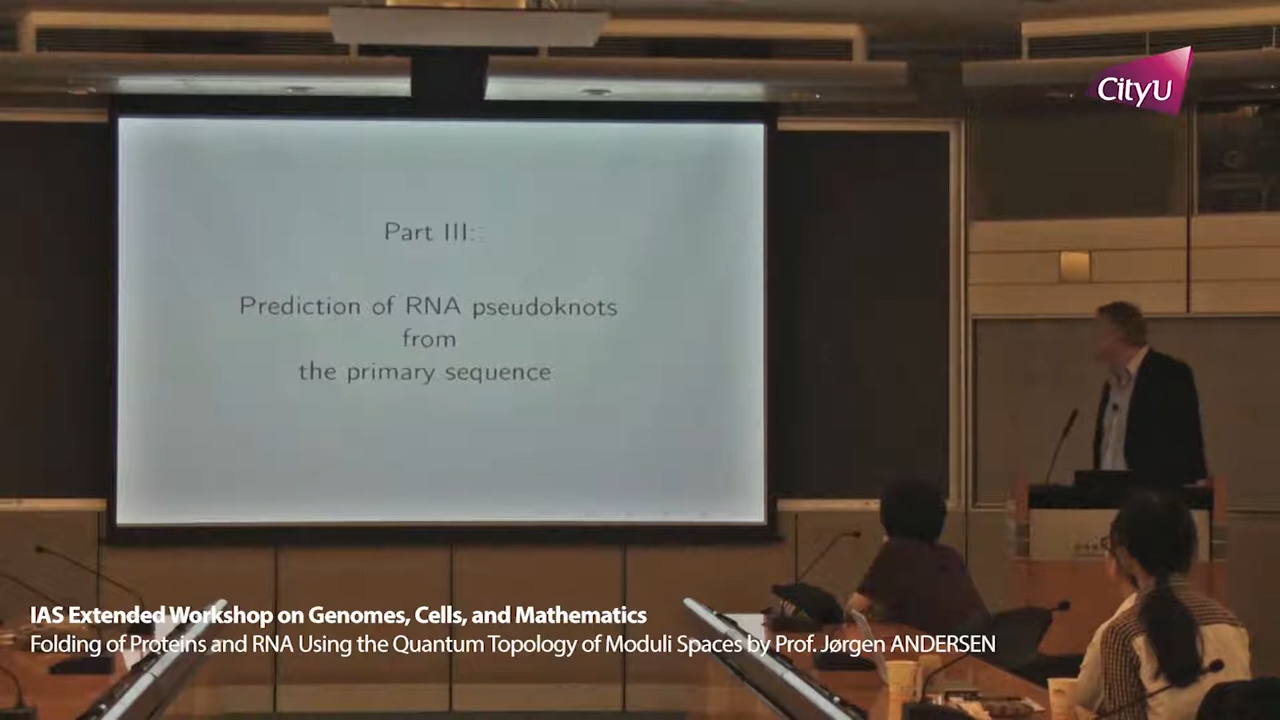 CityU
Part III:
Prediction of RNA pseudoknots
from
the primary sequence
IAS Extended Workshop on Genomes, Cells, and Mathematics
Folding of Proteins and RNA Using the Quantum Topology of Moduli Spaces by Prof. Jørgen ANDERSEN